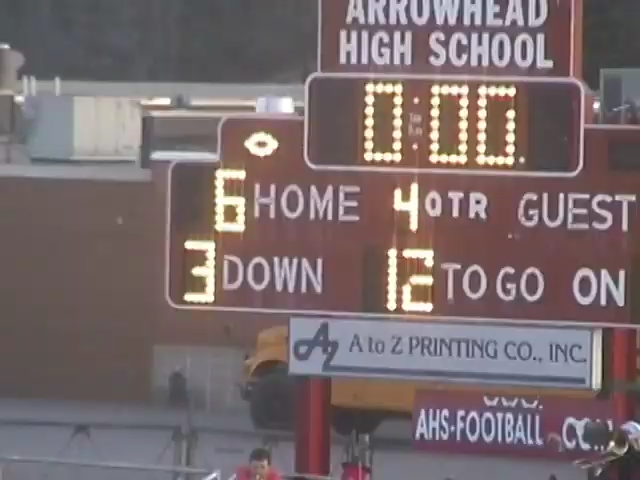 ARROWHEAD
HIGH SCHOOL
0:00
6 HOME 4 QTR GUEST
3 DOWN 12 TO GO ON
AZ A to Z PRINTING CO., INC.
AHS-FOOTBALL